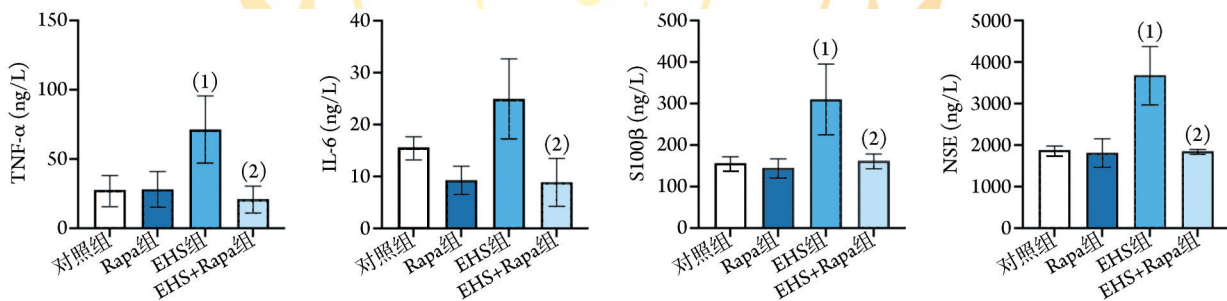 TNF-α (ng/L)
150
100
50
0
(1)
(2)
对照组
Rapa组
EHS组
EHS+Rapa组
IL-6 (ng/L)
40
30
20
10
0
(2)
对照组
Rapa组
EHS组
EHS+Rapa组
S100β (ng/L)
500
400
300
200
100
0
(1)
(2)
对照组
Rapa组
EHS组
EHS+Rapa组
NSE (ng/L)
5000
4000
3000
2000
1000
0
(1)
(2)
对照组
Rapa组
EHS组
EHS+Rapa组